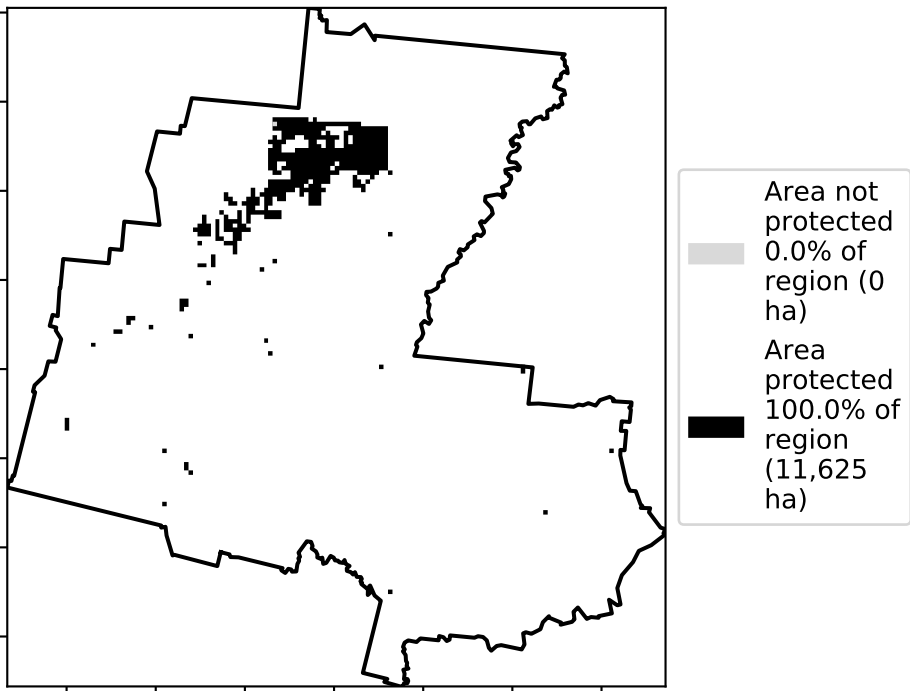 Area not
protected
0.0% of
region (0
ha)
Area
protected
100.0% of
region
(11,625
ha)